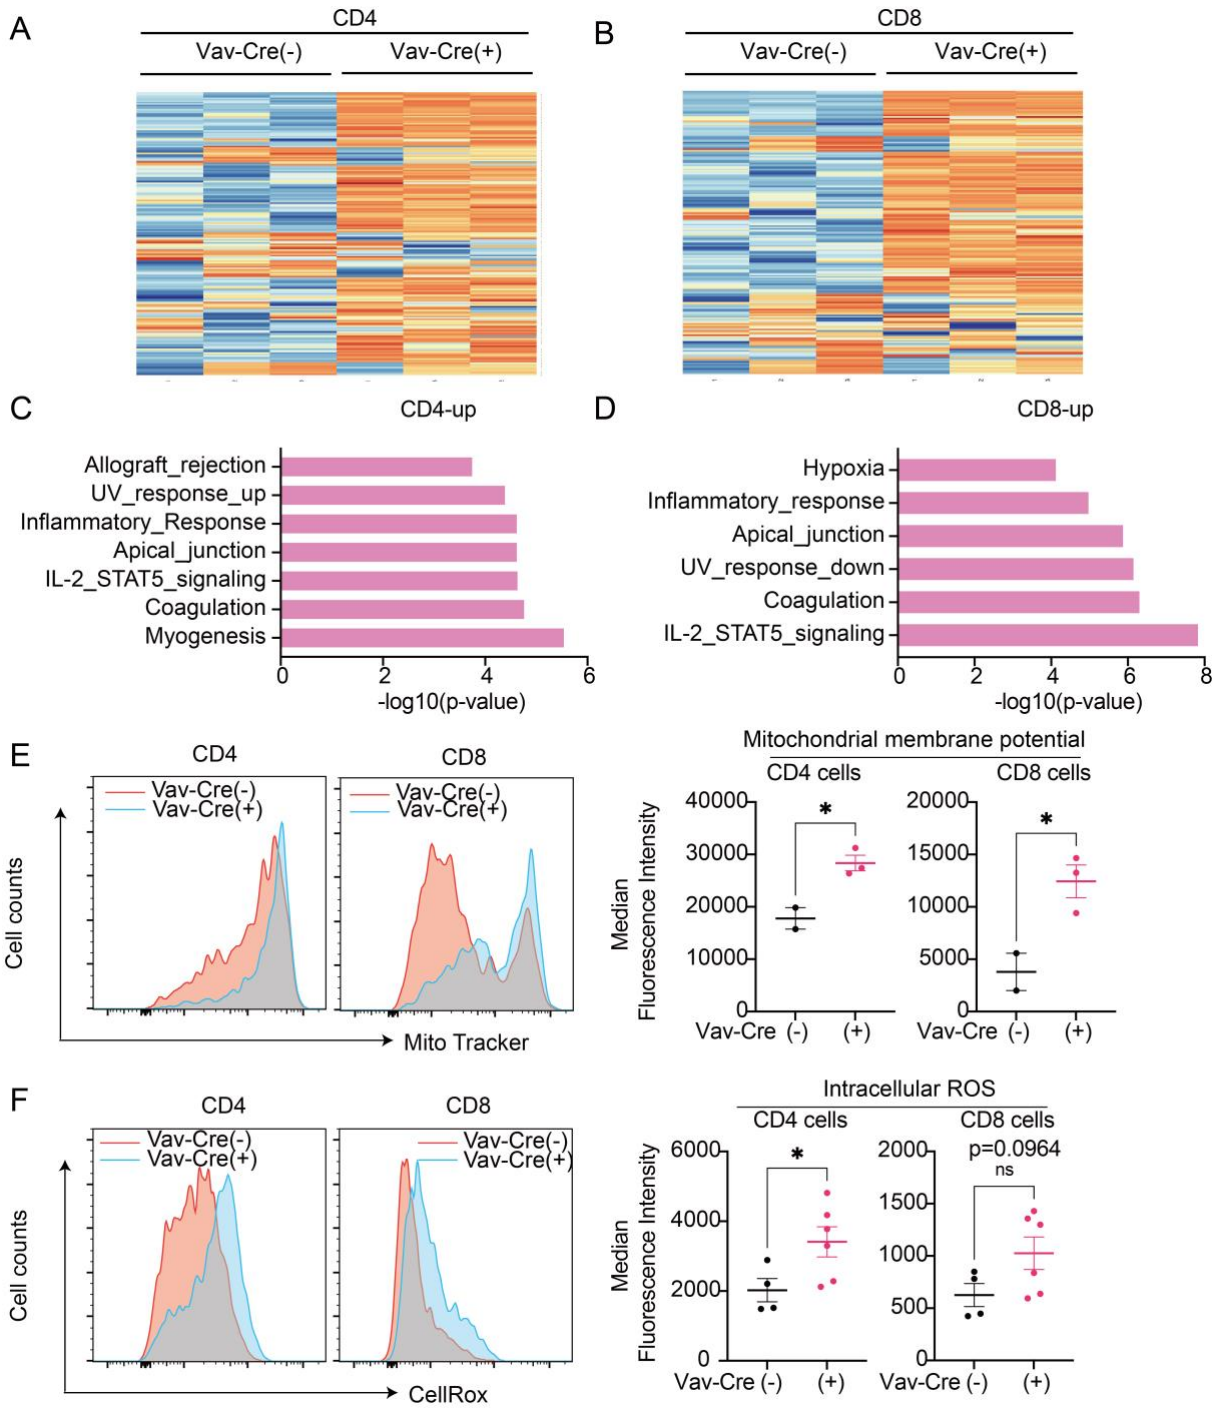 A
CD4
Vav-Cre(-) Vav-Cre(+)
B
CD8
Vav-Cre(-) Vav-Cre(+)
1 2 3 1 2 3
C
CD4-up
Allograft_rejection
UV_response_up
Inflammatory_Response
Apical_junction
IL-2_STAT5_signaling
Coagulation
Myogenesis
0 2 4 6
-log10(p-value)
D
CD8-up
Hypoxia
Inflammatory_response
Apical_junction
UV_response_down
Coagulation
IL-2_STAT5_signaling
0 2 4 6 8
-log10(p-value)
E
CD4
Vav-Cre(-)
Vav-Cre(+)
CD8
Vav-Cre(-)
Vav-Cre(+)
Cell counts
Mito Tracker
Mitochondrial membrane potential
CD4 cells
Median
Fluorescence Intensity
40000
30000
20000
10000
0
*
Vav-Cre (-) (+)
CD8 cells
20000
15000
10000
5000
0
*
Vav-Cre (-) (+)
F
CD4
Vav-Cre(-)
Vav-Cre(+)
CD8
Vav-Cre(-)
Vav-Cre(+)
Cell counts
CellRox
Intracellular ROS
CD4 cells
Median
Fluorescence Intensity
6000
4000
2000
0
*
Vav-Cre (-) (+)
CD8 cells
p=0.0964
ns
2000
1500
1000
500
0
Vav-Cre (-) (+)